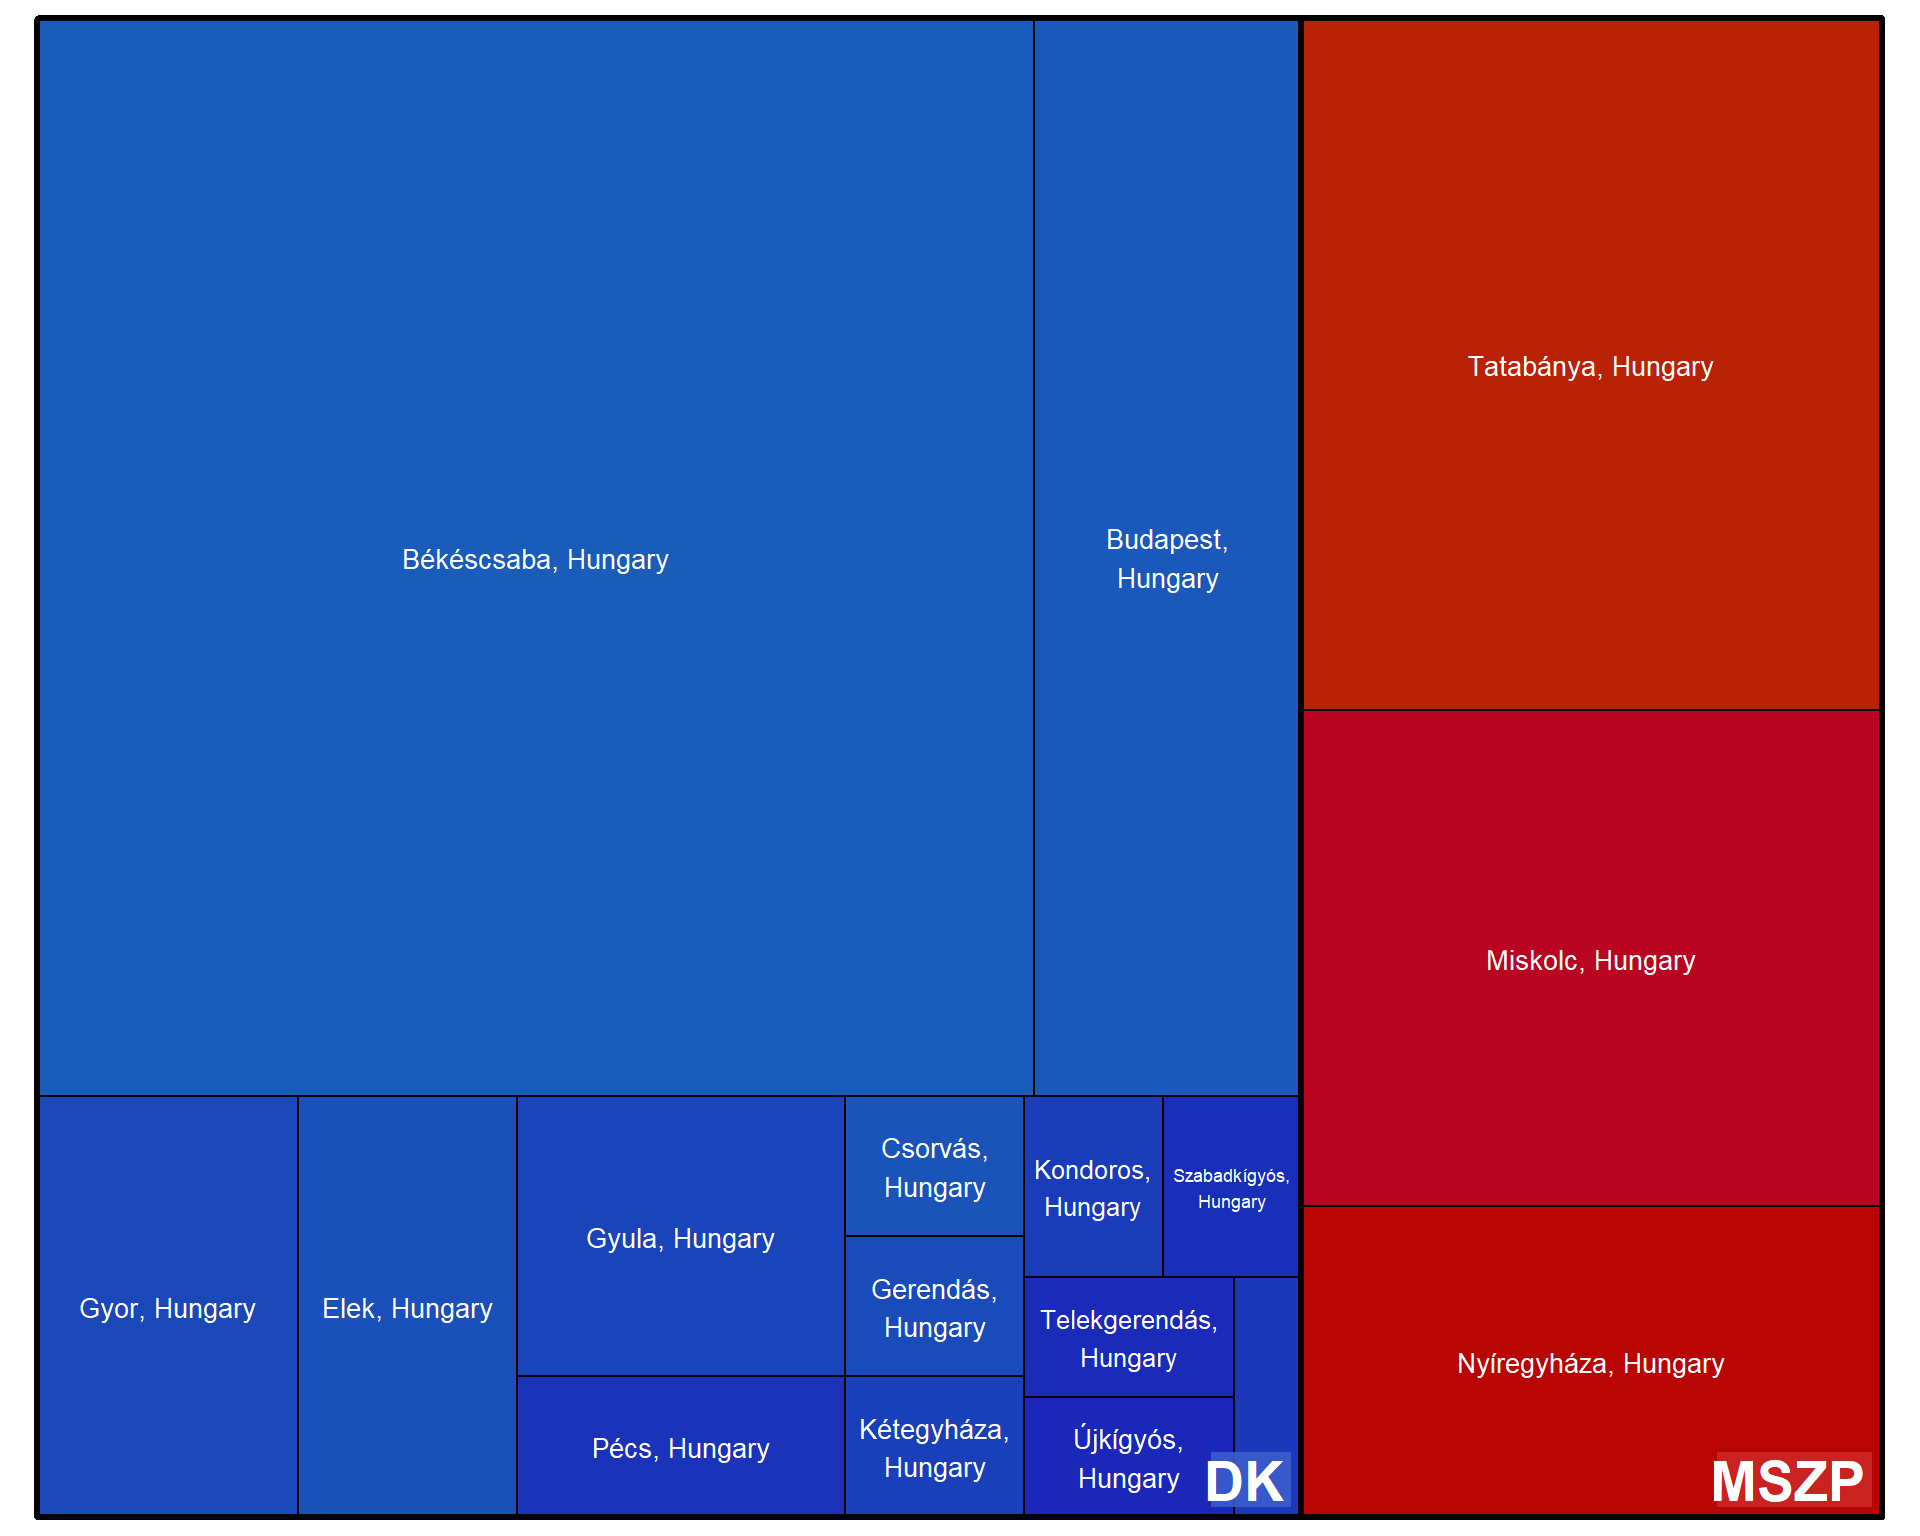 Békéscsaba, Hungary
Budapest,
Hungary
Gyor, Hungary
Elek, Hungary
Gyula, Hungary
Pécs, Hungary
Csorvás,
Hungary
Gerendás,
Hungary
Kétegyháza,
Hungary
Kondoros,
Hungary
Szabadkígyós,
Hungary
Telekgerendás,
Hungary
Újkígyós,
Hungary
DK
Tatabánya, Hungary
Miskolc, Hungary
Nyíregyháza, Hungary
MSZP